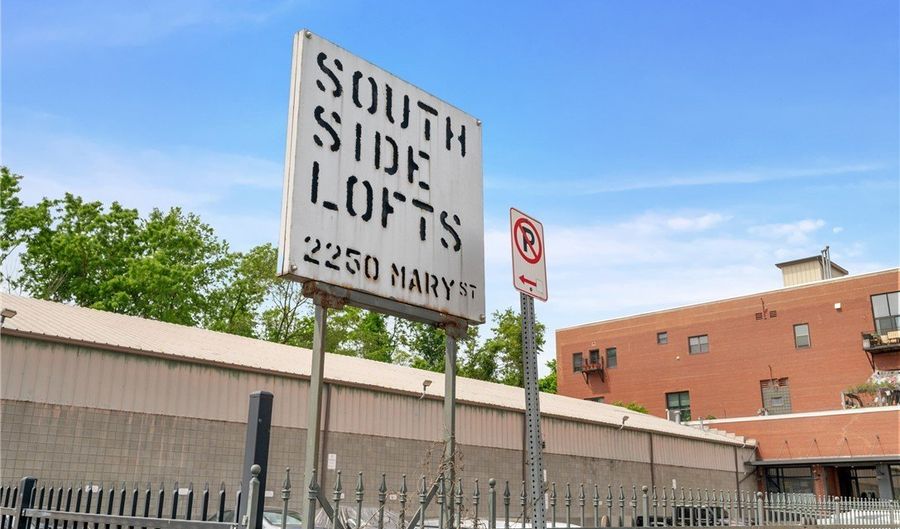 SOUTH
SIDE
LOFTS
2250 MARY ST
P